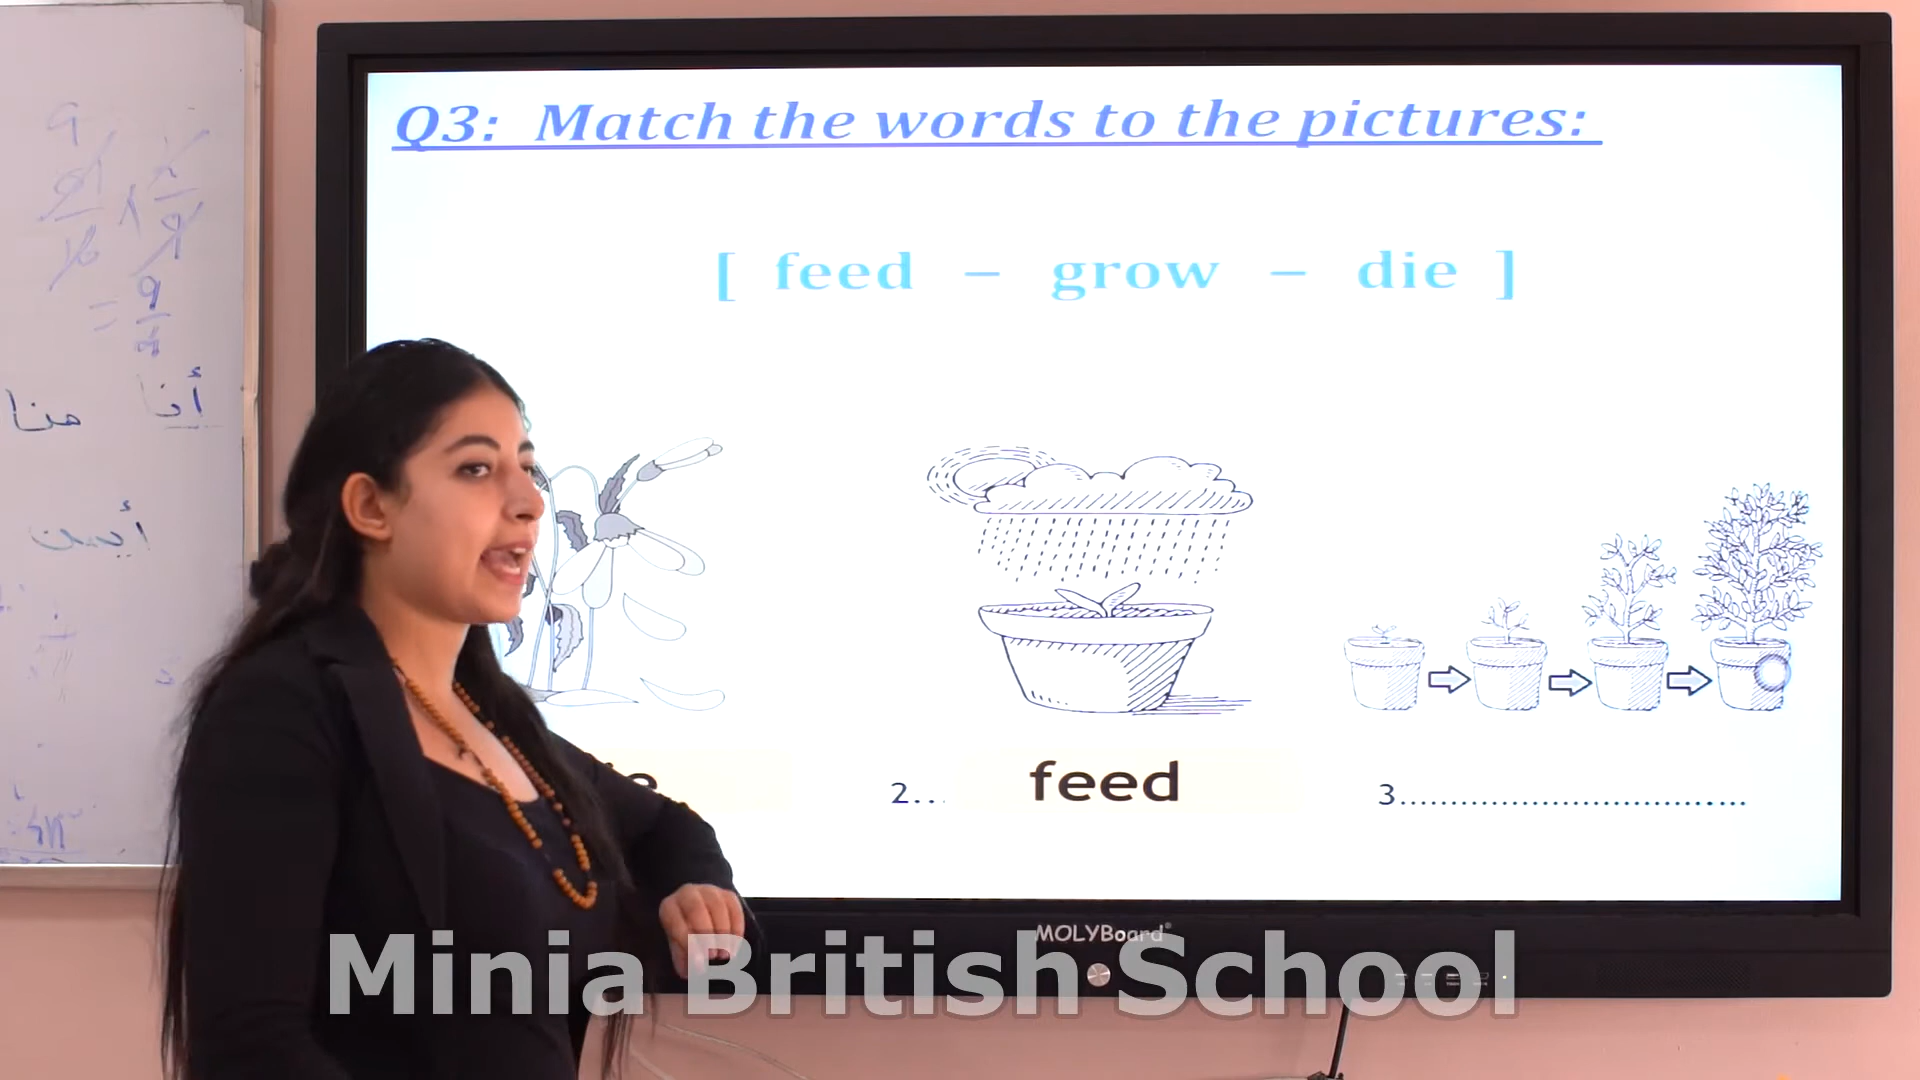 Q3: Match the words to the pictures:
[ feed – grow – die ]
2... feed
3...............................
أنا منا
أين
=
MOLYBoard
Minia British School